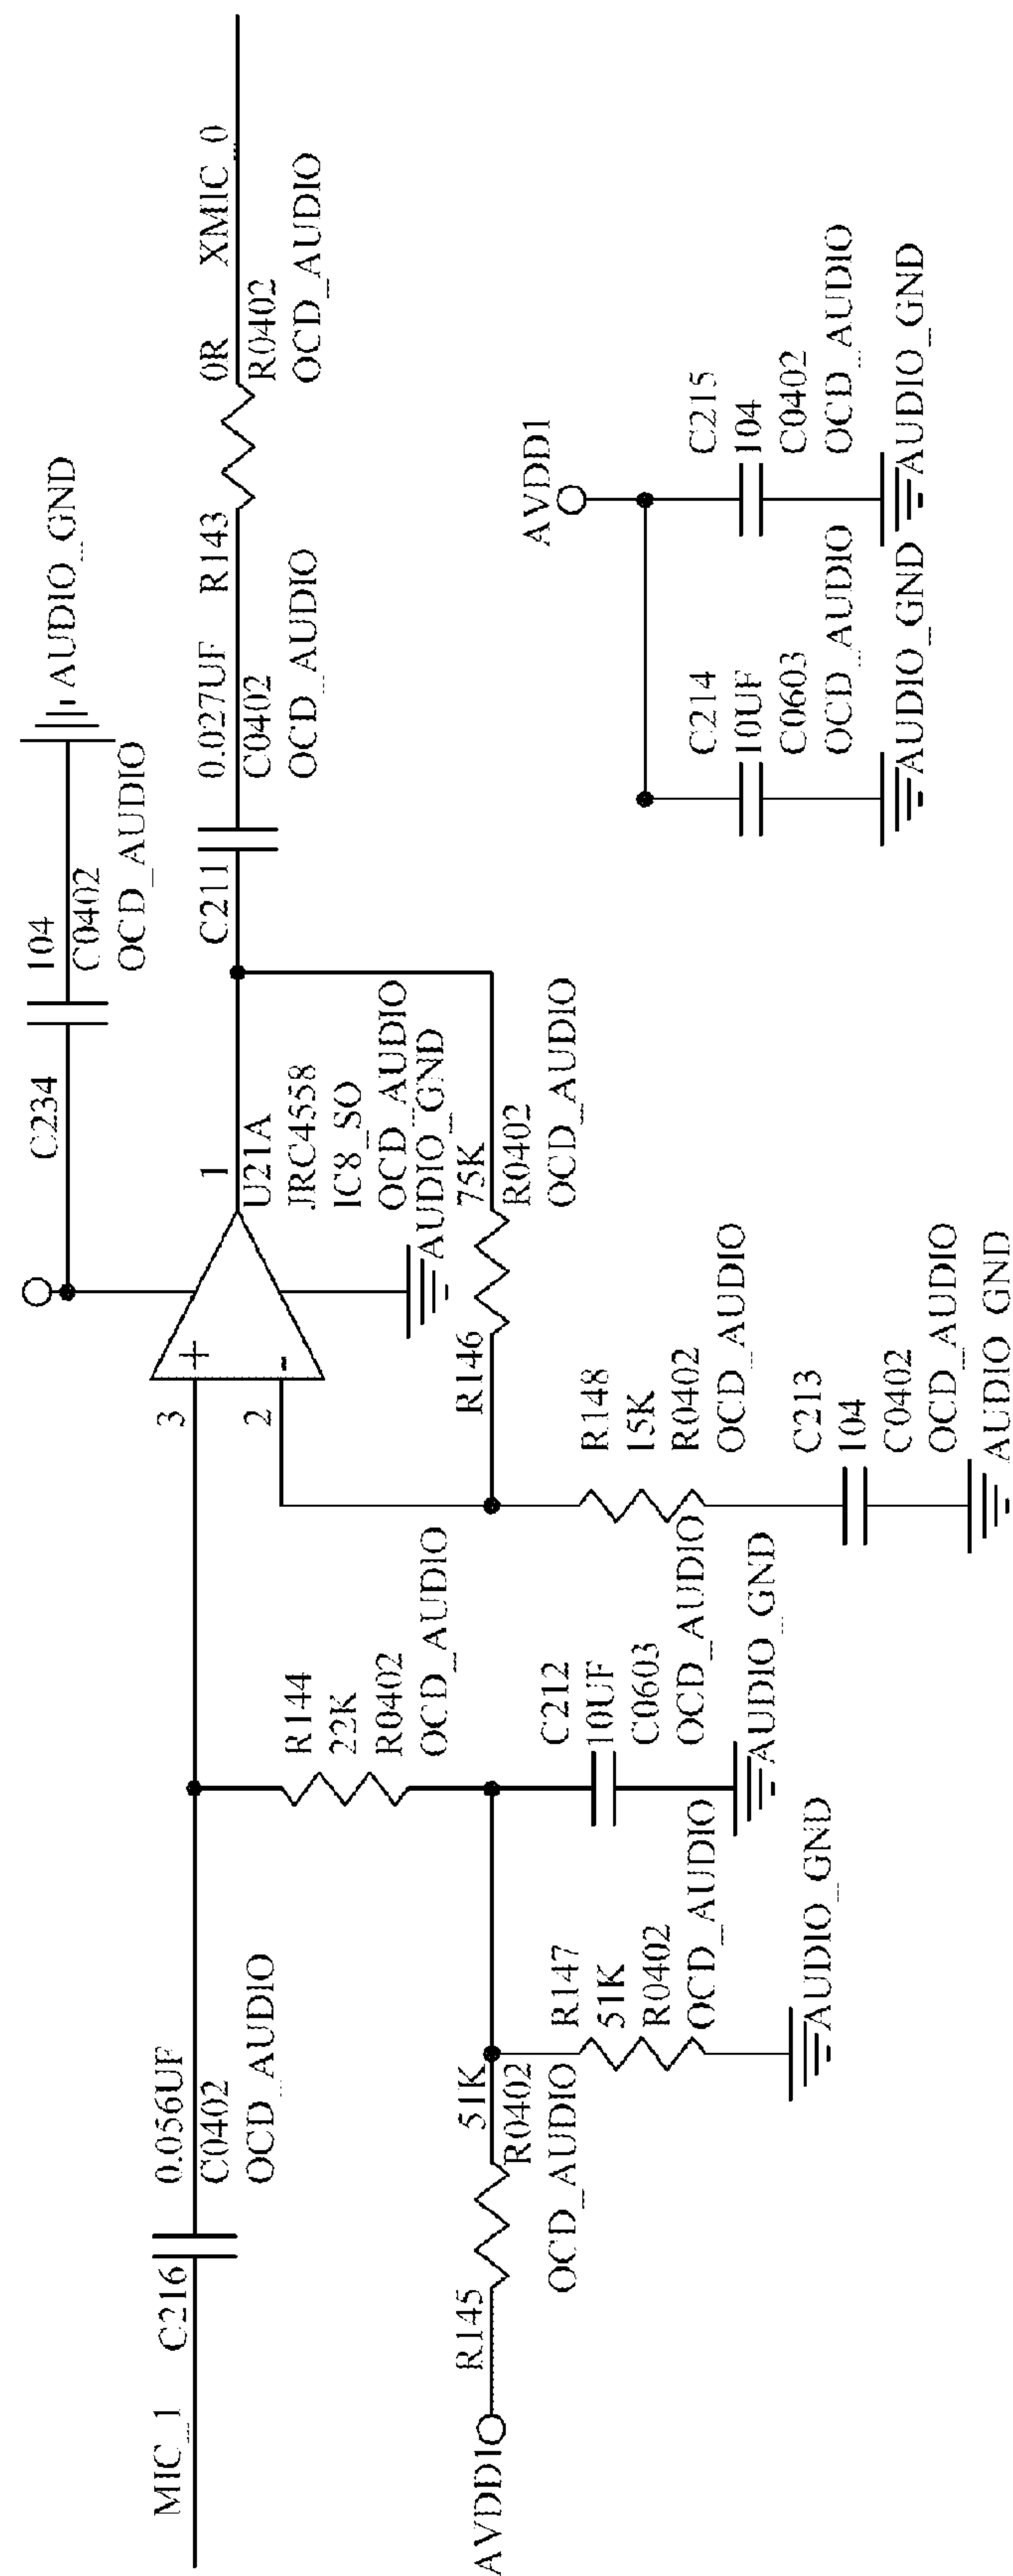 MIC_1
C216
0.056UF
C0402
OCD_AUDIO
AVDD1
R145
51K
R0402
OCD_AUDIO
R147
51K
R0402
OCD_AUDIO
AUDIO_GND
R144
22K
R0402
OCD_AUDIO
C212
10UF
C0603
OCD_AUDIO
AUDIO_GND
3
2
+
-
1
U21A
JRC4558
IC8_SO
OCD_AUDIO
AUDIO_GND
C234
104
C0402
OCD_AUDIO
AUDIO_GND
R146
75K
R0402
OCD_AUDIO
R148
15K
R0402
OCD_AUDIO
C213
104
C0402
OCD_AUDIO
AUDIO_GND
C211
0.027UF
C0402
OCD_AUDIO
R143
0R
R0402
OCD_AUDIO
XMIC_0
AVDD1
C214
10UF
C0603
OCD_AUDIO
AUDIO_GND
C215
104
C0402
OCD_AUDIO
AUDIO_GND